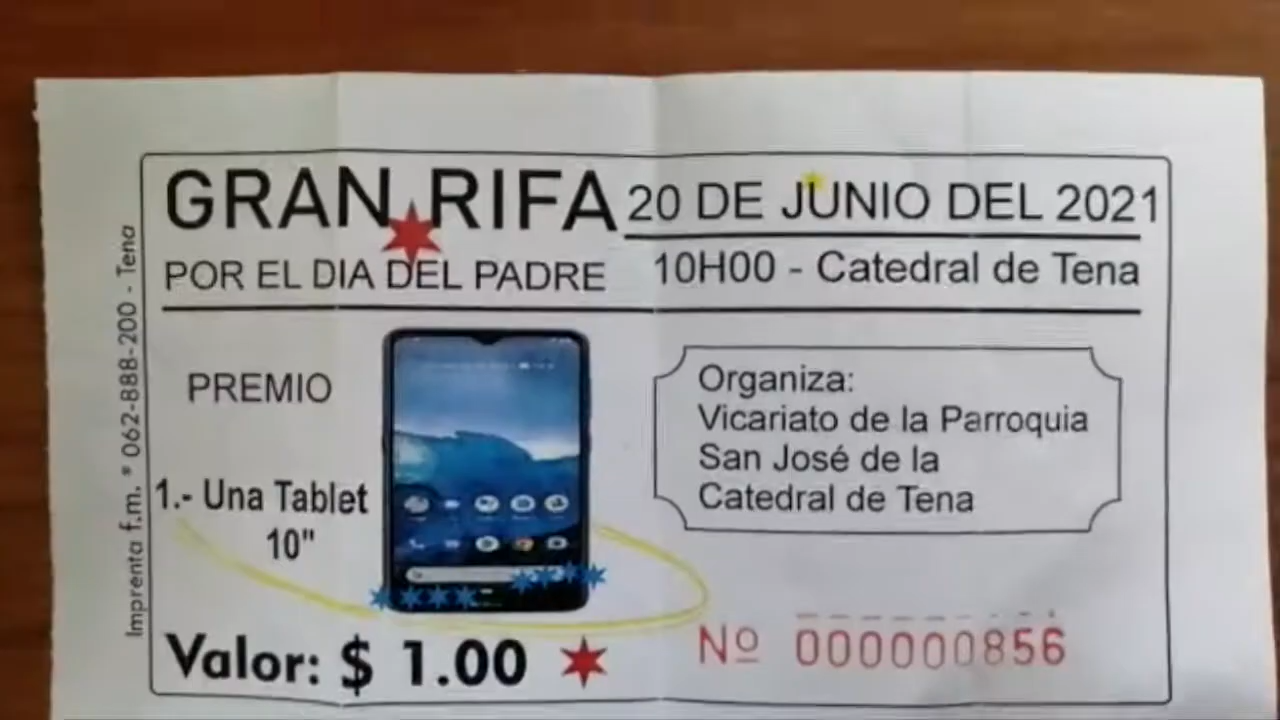 GRAN RIFA
POR EL DIA DEL PADRE
20 DE JUNIO DEL 2021
10H00 - Catedral de Tena
PREMIO
1.- Una Tablet
10"
Organiza:
Vicariato de la Parroquia
San José de la
Catedral de Tena
Valor: $ 1.00
Nº 000000856
Imprenta f.m. * 062-888-200 - Tena